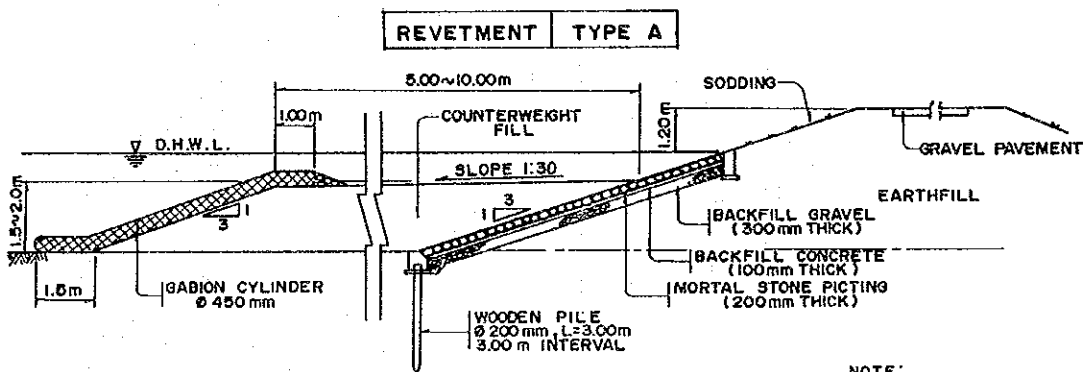 REVETMENT TYPE A
5.00~10.00m
SODDING
1.00m
COUNTERWEIGHT
FILL
1.20m
D.H.W.L.
GRAVEL PAVEMENT
SLOPE 1:30
1.5~2.0m
EARTHFILL
3
1
1
3
BACKFILL GRAVEL
(300mm THICK)
BACKFILL CONCRETE
(100mm THICK)
1.5m
GABION CYLINDER
Ø 450 mm
MORTAL STONE PICTING
(200mm THICK)
WOODEN PILE
Ø 200 mm, L=3.00m
3.00 m INTERVAL
NOTE: